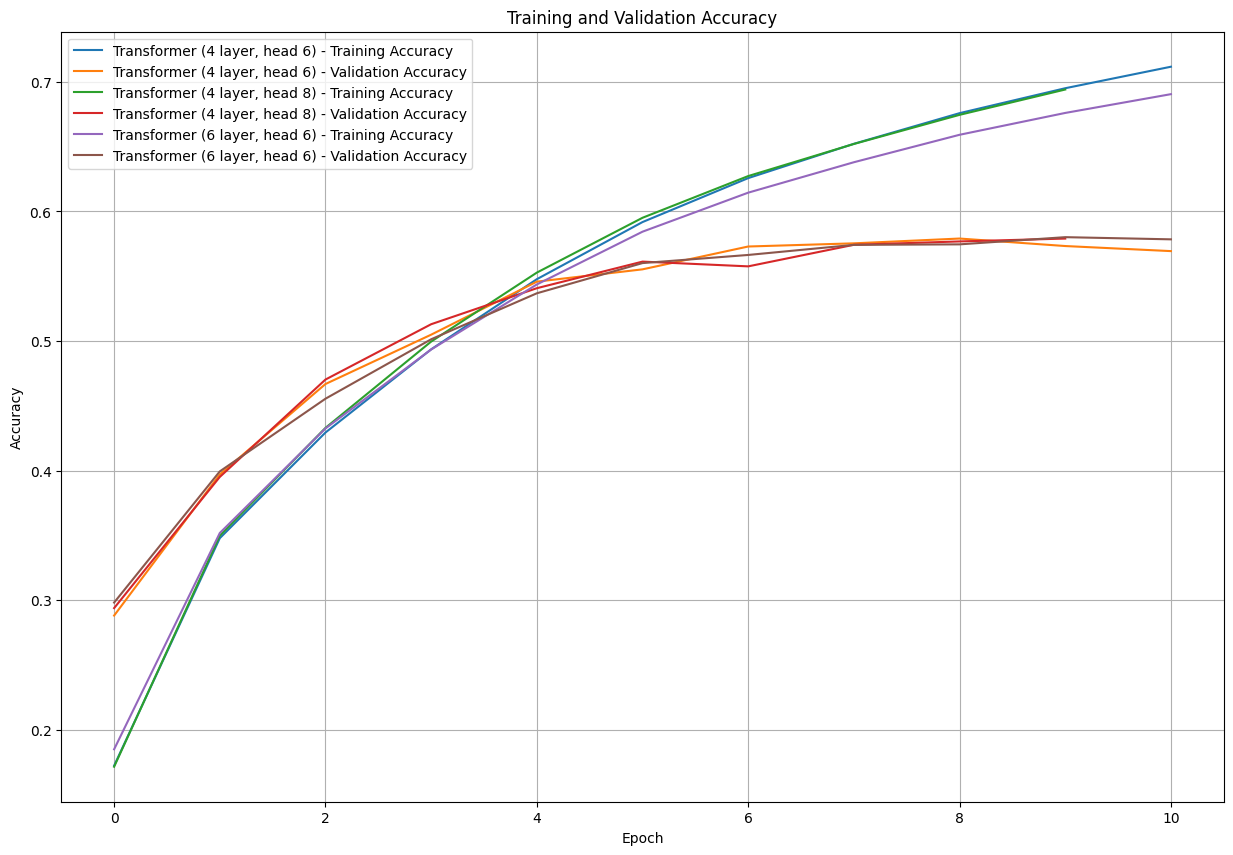 Training and Validation Accuracy
Transformer (4 layer, head 6) - Training Accuracy
Transformer (4 layer, head 6) - Validation Accuracy
Transformer (4 layer, head 8) - Training Accuracy
Transformer (4 layer, head 8) - Validation Accuracy
Transformer (6 layer, head 6) - Training Accuracy
Transformer (6 layer, head 6) - Validation Accuracy
0.7
0.6
0.5
0.4
0.3
0.2
Accuracy
0 2 4 6 8 10
Epoch